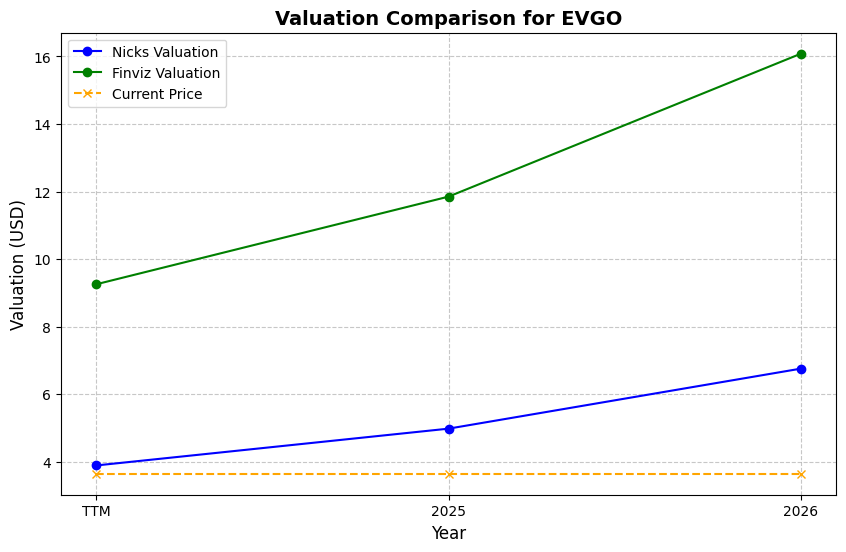 Valuation Comparison for EVGO
Nicks Valuation
Finviz Valuation
Current Price
16
14
12
10
8
6
4
Valuation (USD)
TTM 2025 2026
Year